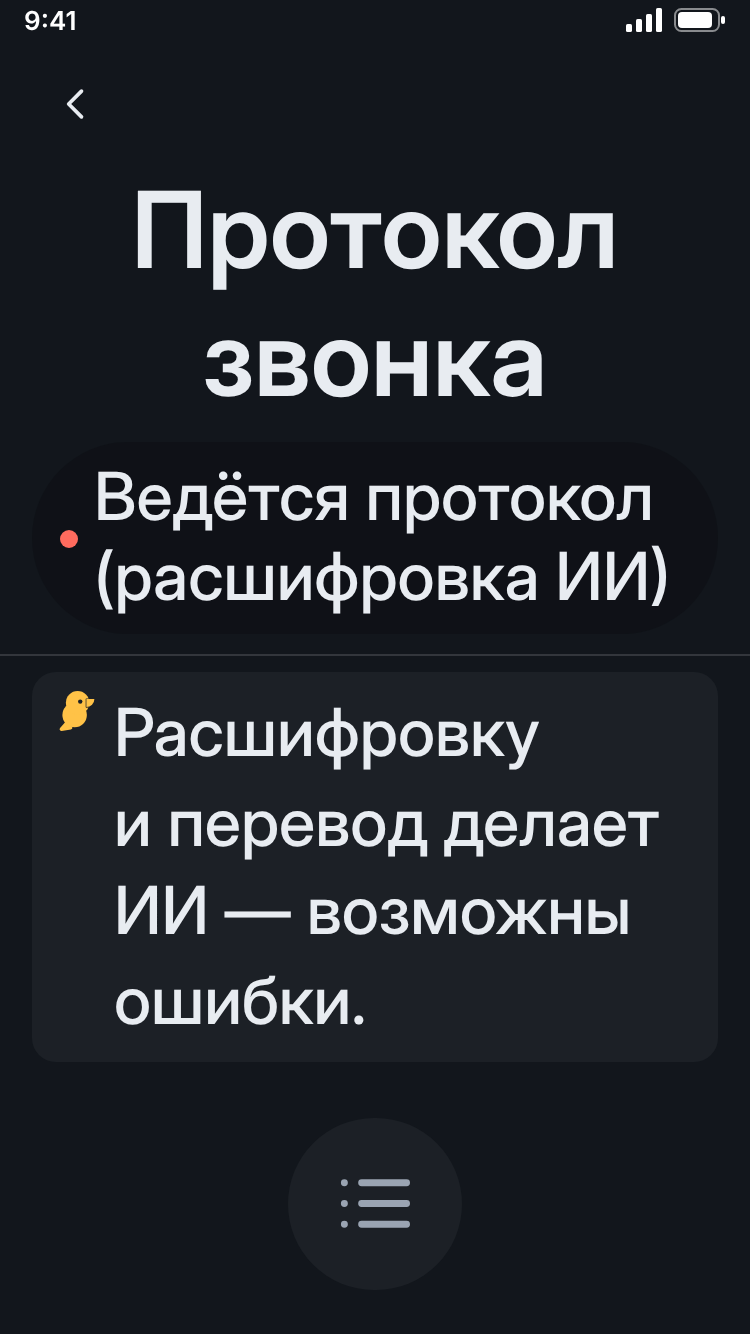 9:41
Протокол
звонка
Ведётся протокол
(расшифровка ИИ)
Расшифровку
и перевод делает
ИИ — возможны
ошибки.